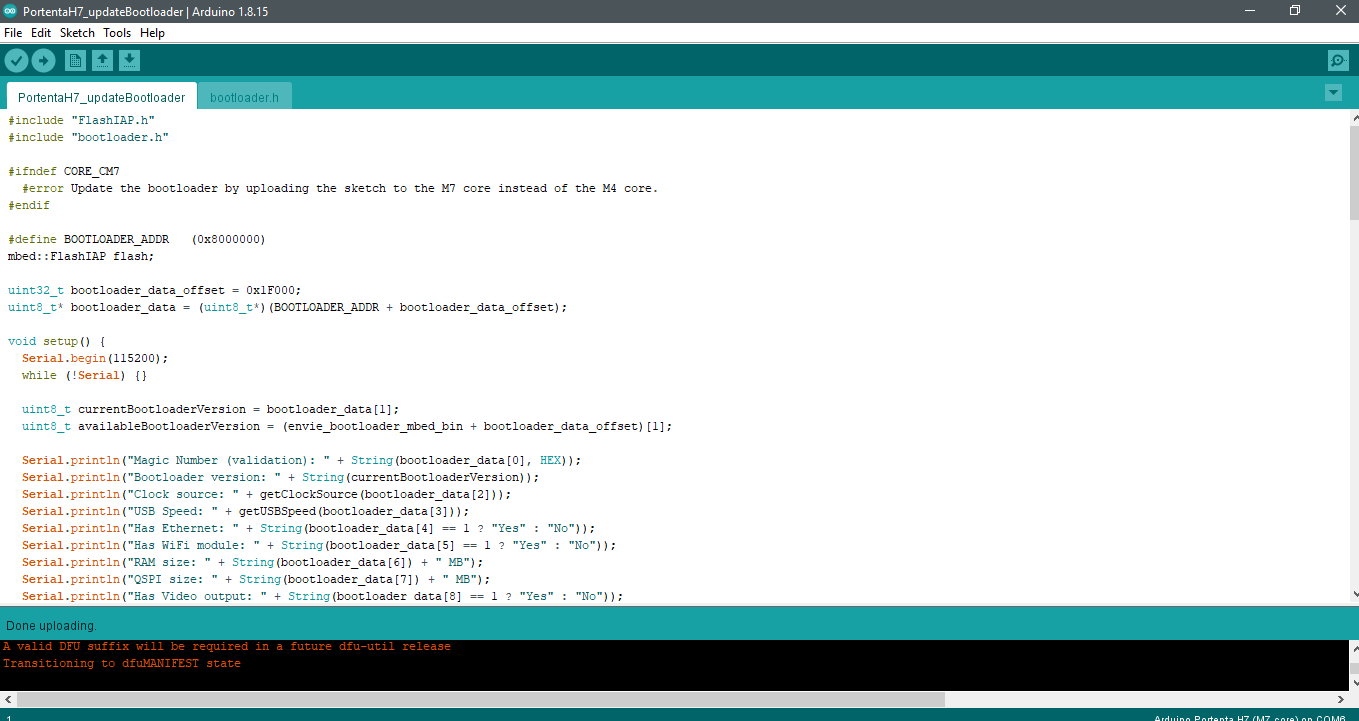 PortentaH7_updateBootloader | Arduino 1.8.15
File Edit Sketch Tools Help
PortentaH7_updateBootloader bootloader.h
#include "FlashIAP.h"
#include "bootloader.h"
#ifndef CORE_CM7
#error Update the bootloader by uploading the sketch to the M7 core instead of the M4 core.
#endif
#define BOOTLOADER_ADDR (0x8000000)
mbed::FlashIAP flash;
uint32_t bootloader_data_offset = 0x1F000;
uint8_t* bootloader_data = (uint8_t*)(BOOTLOADER_ADDR + bootloader_data_offset);
void setup() {
Serial.begin(115200);
while (!Serial) {}
uint8_t currentBootloaderVersion = bootloader_data[1];
uint8_t availableBootloaderVersion = (envie_bootloader_mbed_bin + bootloader_data_offset)[1];
Serial.println("Magic Number (validation): " + String(bootloader_data[0], HEX));
Serial.println("Bootloader version: " + String(currentBootloaderVersion));
Serial.println("Clock source: " + getClockSource(bootloader_data[2]));
Serial.println("USB Speed: " + getUSBSpeed(bootloader_data[3]));
Serial.println("Has Ethernet: " + String(bootloader_data[4] == 1 ? "Yes" : "No"));
Serial.println("Has WiFi module: " + String(bootloader_data[5] == 1 ? "Yes" : "No"));
Serial.println("RAM size: " + String(bootloader_data[6]) + " MB");
Serial.println("QSPI size: " + String(bootloader_data[7]) + " MB");
Serial.println("Has Video output: " + String(bootloader_data[8] == 1 ? "Yes" : "No"));
Done uploading.
A valid DFU suffix will be required in a future dfu-util release
Transitioning to dfuMANIFEST state
1 Arduino Portenta H7 (M7 core) on COM6